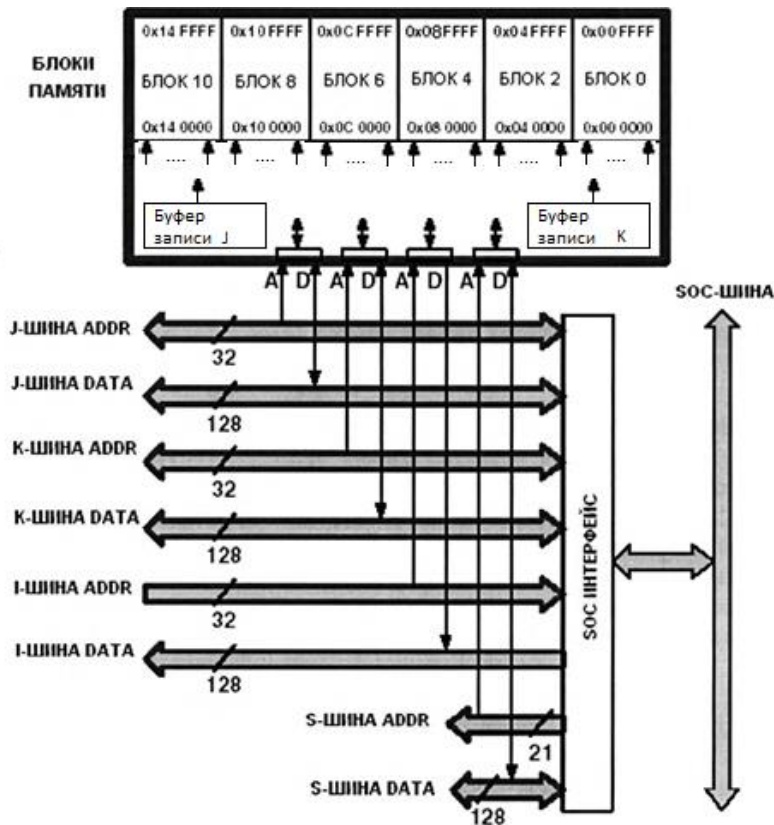 БЛОКИ
ПАМЯТИ
0x14 FFFF 0x10 FFFF 0x0C FFFF 0x08FFFF 0x04 FFFF 0x00 FFFF
БЛОК 10 БЛОК 8 БЛОК 6 БЛОК 4 БЛОК 2 БЛОК 0
0x14 0000 0x10 0000 0x0C 0000 0x08 0000 0x04 0000 0x00 0000
.... .... .... .... .... ....
Буфер
записи J
Буфер
записи K
A D A D A D A D
SOC-ШИНА
J-ШИНА ADDR
32
J-ШИНА DATA
128
K-ШИНА ADDR
32
K-ШИНА DATA
128
I-ШИНА ADDR
32
I-ШИНА DATA
128
S-ШИНА ADDR
21
S-ШИНА DATA
128
SOC ИНТЕРФЕЙС